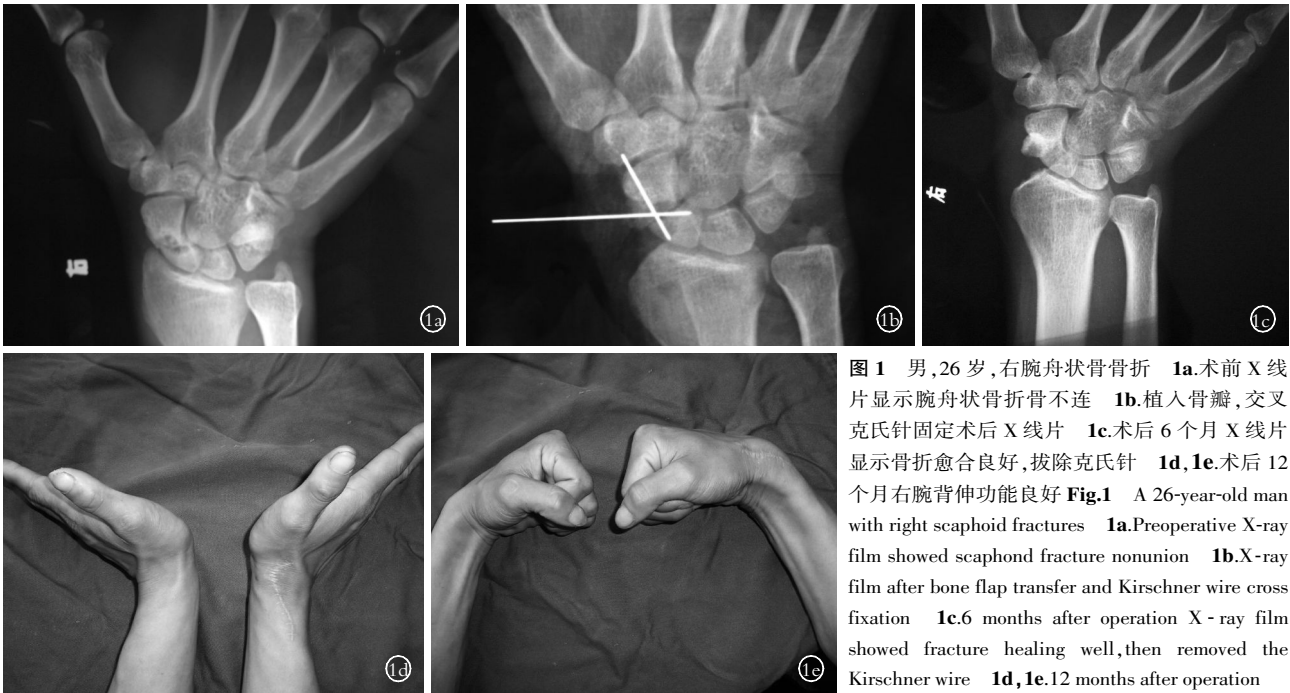 右
1a
1b
右
1c
1d
1e
图 1 男,26 岁,右腕舟状骨骨折 1a.术前 X 线
片显示腕舟状骨折骨不连 1b.植入骨瓣,交叉
克氏针固定术后 X 线片 1c.术后 6 个月 X 线片
显示骨折愈合良好,拔除克氏针 1d,1e.术后 12
个月右腕背伸功能良好 Fig.1 A 26-year-old man
with right scaphoid fractures 1a.Preoperative X-ray
film showed scaphond fracture nonunion 1b.X-ray
film after bone flap transfer and Kirschner wire cross
fixation 1c.6 months after operation X - ray film
showed fracture healing well,then removed the
Kirschner wire 1d,1e.12 months after operation